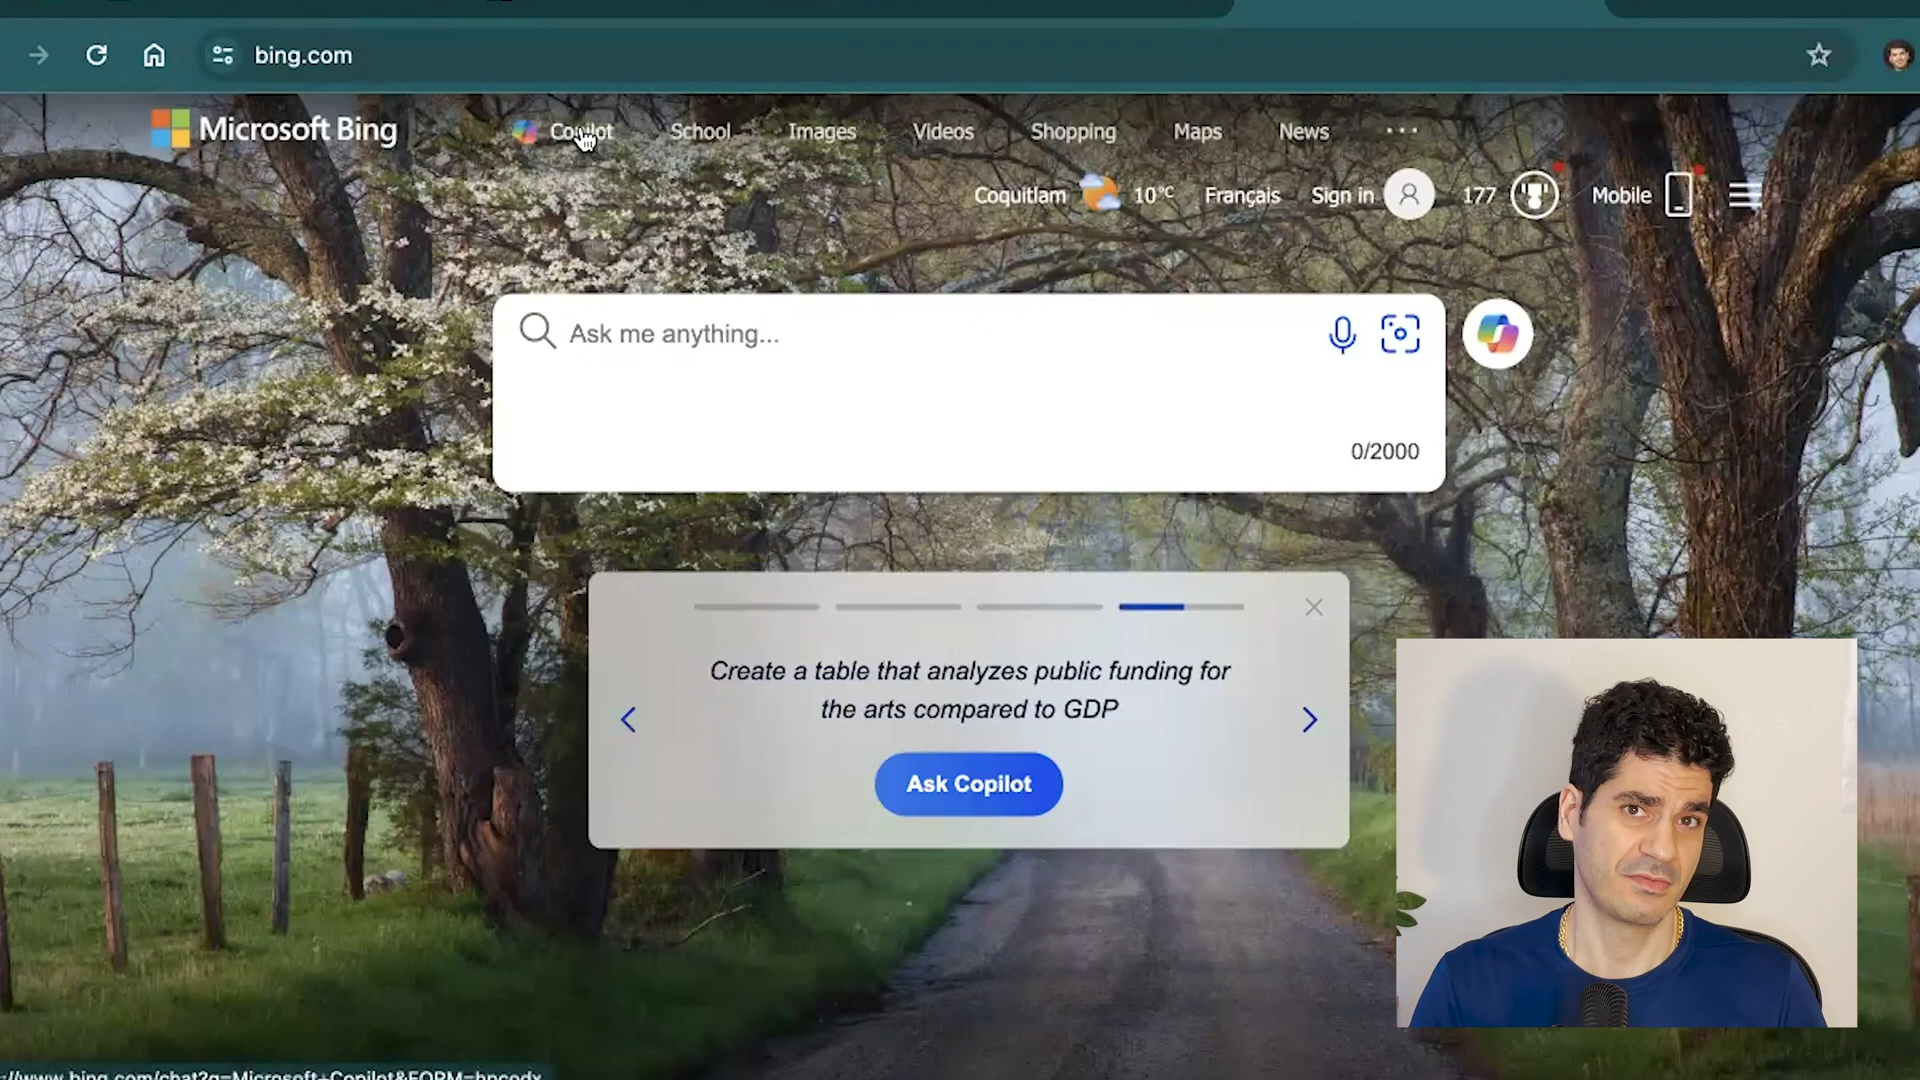 bing.com
Microsoft Bing
Copilot School Images Videos Shopping Maps News ...
Coquitlam 10°C Français Sign in 177 Mobile
Ask me anything...
0/2000
Create a table that analyzes public funding for
the arts compared to GDP
Ask Copilot
://www.bing.com/chat?q=Microsoft+Copilot&FORM=hpcodx